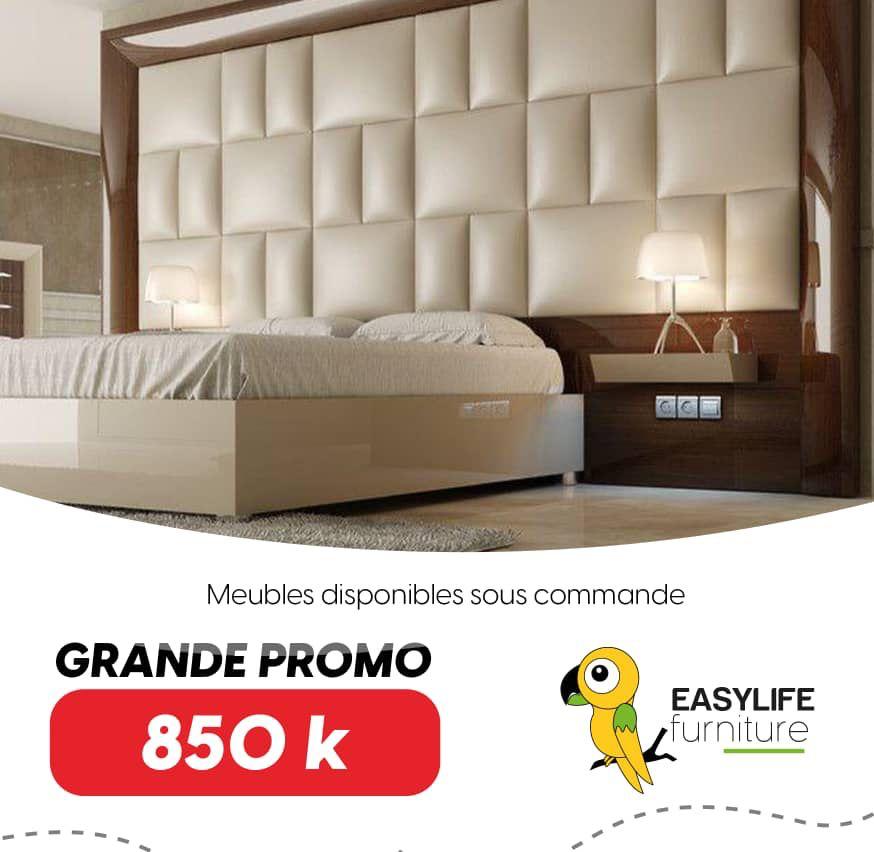 Meubles disponibles sous commande
GRANDE PROMO
850 k
EASYLIFE
furniture